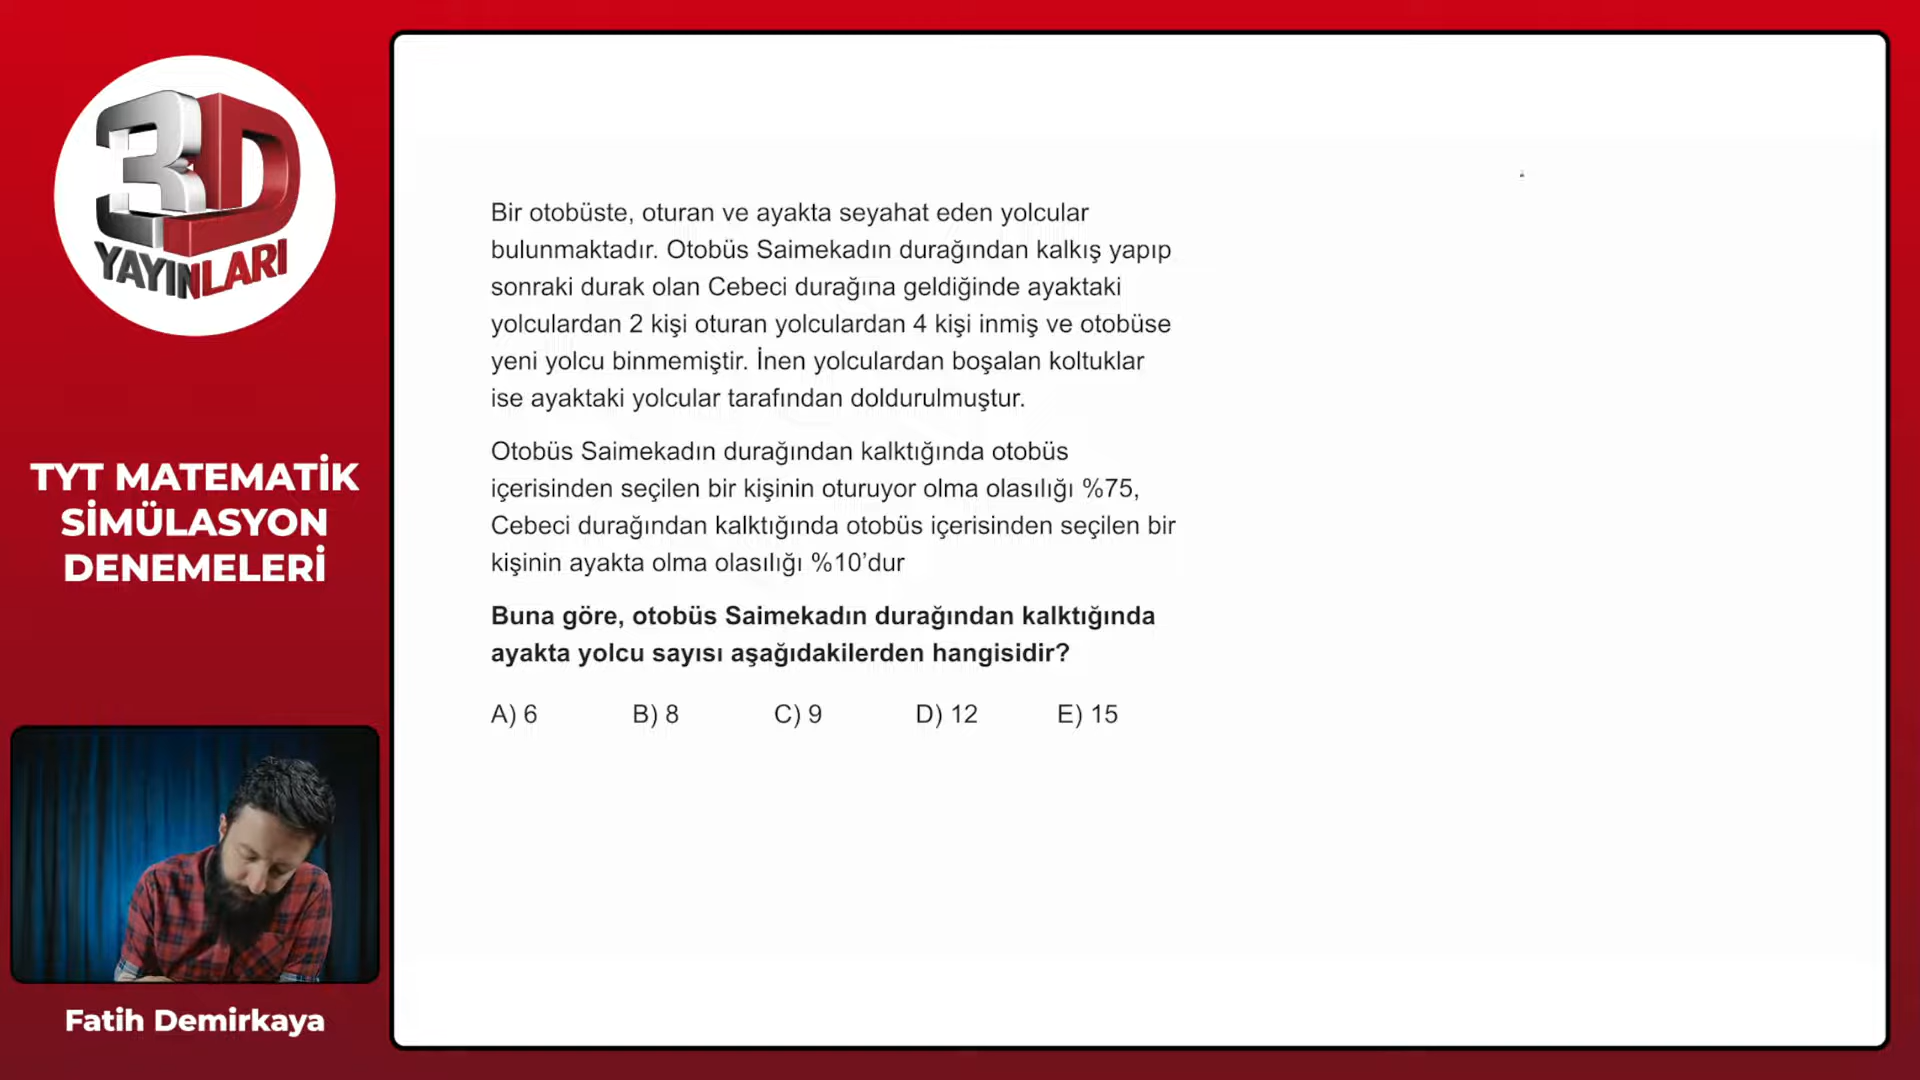 3D
YAYINLARI
TYT MATEMATİK
SİMÜLASYON
DENEMELERİ
Fatih Demirkaya
Bir otobüste, oturan ve ayakta seyahat eden yolcular
bulunmaktadır. Otobüs Saimekadın durağından kalkış yapıp
sonraki durak olan Cebeci durağına geldiğinde ayaktaki
yolculardan 2 kişi oturan yolculardan 4 kişi inmiş ve otobüse
yeni yolcu binmemiştir. İnen yolculardan boşalan koltuklar
ise ayaktaki yolcular tarafından doldurulmuştur.
Otobüs Saimekadın durağından kalktığında otobüs
içerisinden seçilen bir kişinin oturuyor olma olasılığı %75,
Cebeci durağından kalktığında otobüs içerisinden seçilen bir
kişinin ayakta olma olasılığı %10’dur
Buna göre, otobüs Saimekadın durağından kalktığında
ayakta yolcu sayısı aşağıdakilerden hangisidir?
A) 6 B) 8 C) 9 D) 12 E) 15